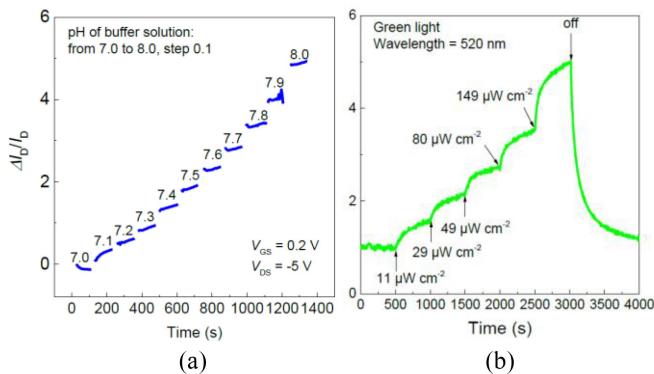 (a)
pH of buffer solution:
from 7.0 to 8.0, step 0.1
8.0
7.9
7.8
7.7
7.6
7.5
7.4
7.3
7.2
7.1
7.0
V_GS = 0.2 V
V_DS = -5 V
6
4
2
0
ΔI_D/I_D
0 200 400 600 800 1000 1200 1400
Time (s)
(a)
(b)
off
Green light
Wavelength = 520 nm
149 µW cm⁻²
80 µW cm⁻²
49 µW cm⁻²
29 µW cm⁻²
11 µW cm⁻²
6
4
2
0
0 500 1000 1500 2000 2500 3000 3500 4000
Time (s)
(b)